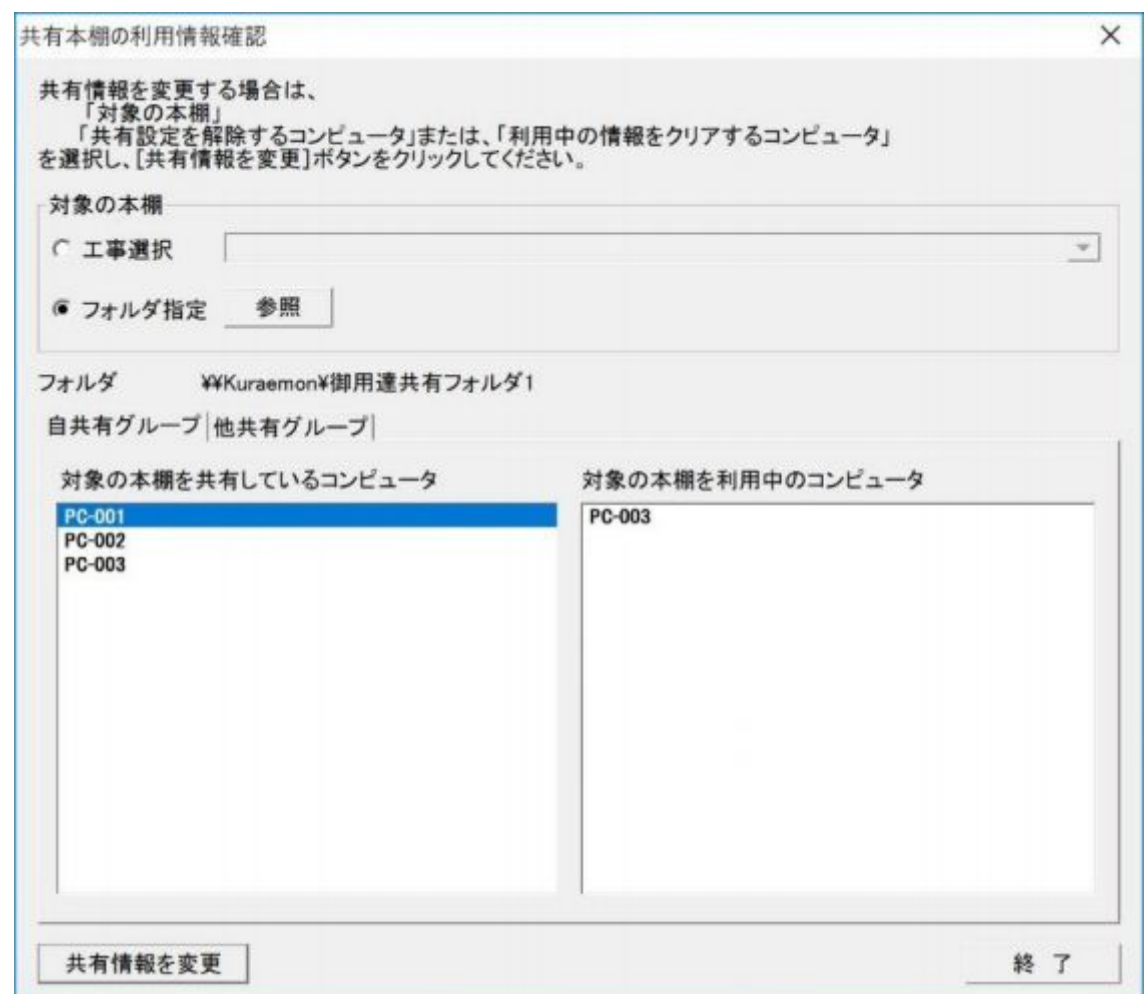 共有本棚の利用情報確認
共有情報を変更する場合は、
「対象の本棚」
「共有設定を解除するコンピュータ」または、「利用中の情報をクリアするコンピュータ」
を選択し、[共有情報を変更]ボタンをクリックしてください。
対象の本棚
工事選択
フォルダ指定 参照
フォルダ ¥¥Kuraemon¥御用達共有フォルダ1
自共有グループ 他共有グループ
対象の本棚を共有しているコンピュータ 対象の本棚を利用中のコンピュータ
PC-001 PC-003
PC-002
PC-003
共有情報を変更 終 了